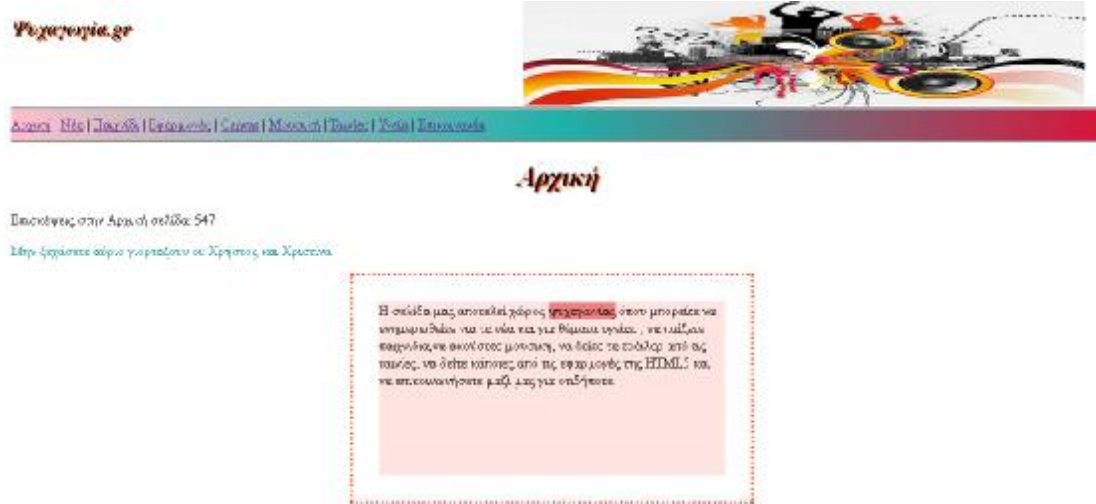 Ψυχαγωγία.gr
Αρχική Νέα | Παιχνίδι | Εφαρμογές | Canvas | Μουσική | Ταινίες | Υγεία | Επικοινωνία
Αρχική
Επισκέψεις στην Αρχική σελίδα: 547
Μην ξεχάσετε αύριο γιορτάζουν οι: Χρήστος και Χριστίνα
Η σελίδα μας αποτελεί χώρος ψυχαγωγίας όπου μπορείτε να
ενημερωθείτε για τα νέα και για θέματα υγείας , να παίξετε
παιχνίδια,να ακούσετε μουσική, να δείτε τα τρέιλερ από τις
ταινίες, να δείτε κάποιες από τις εφαρμογές της HTML5 και
να επικοινωνήσετε μαζί μας για οτιδήποτε